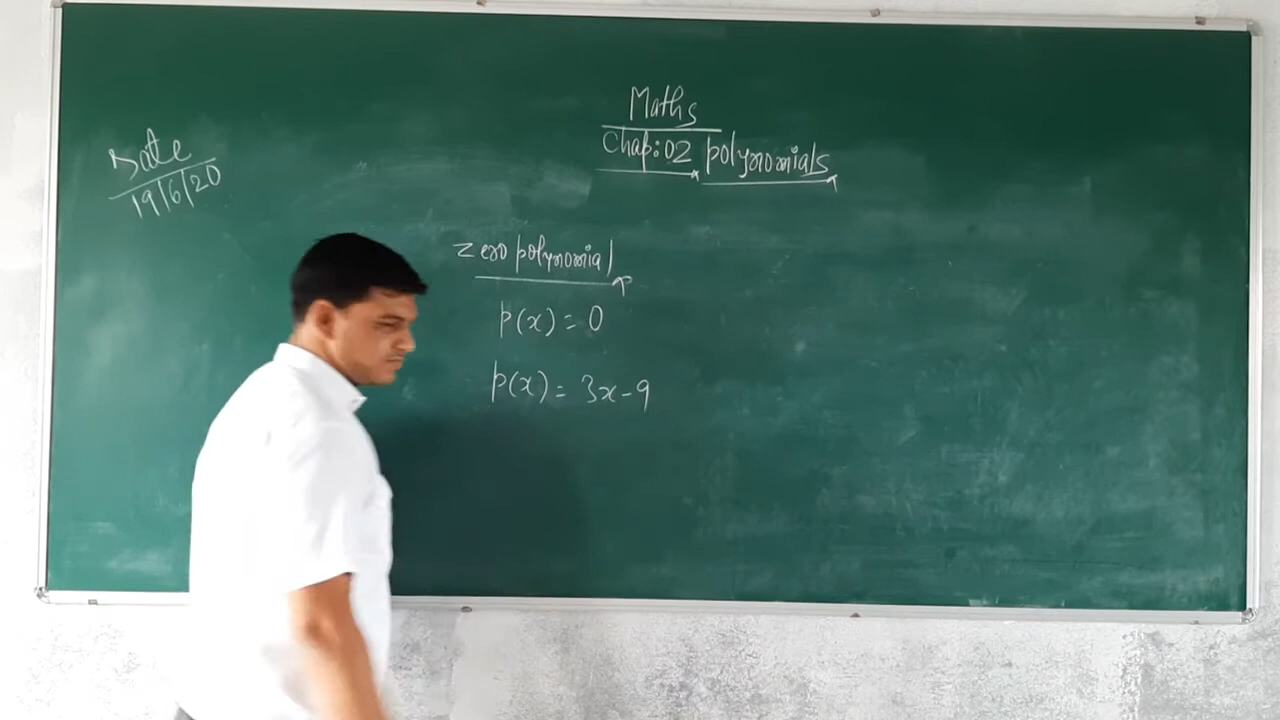 Maths
Chap:02 polynomials
Date
19/6/20
Zero polynomial
p(x) = 0
p(x) = 3x-9